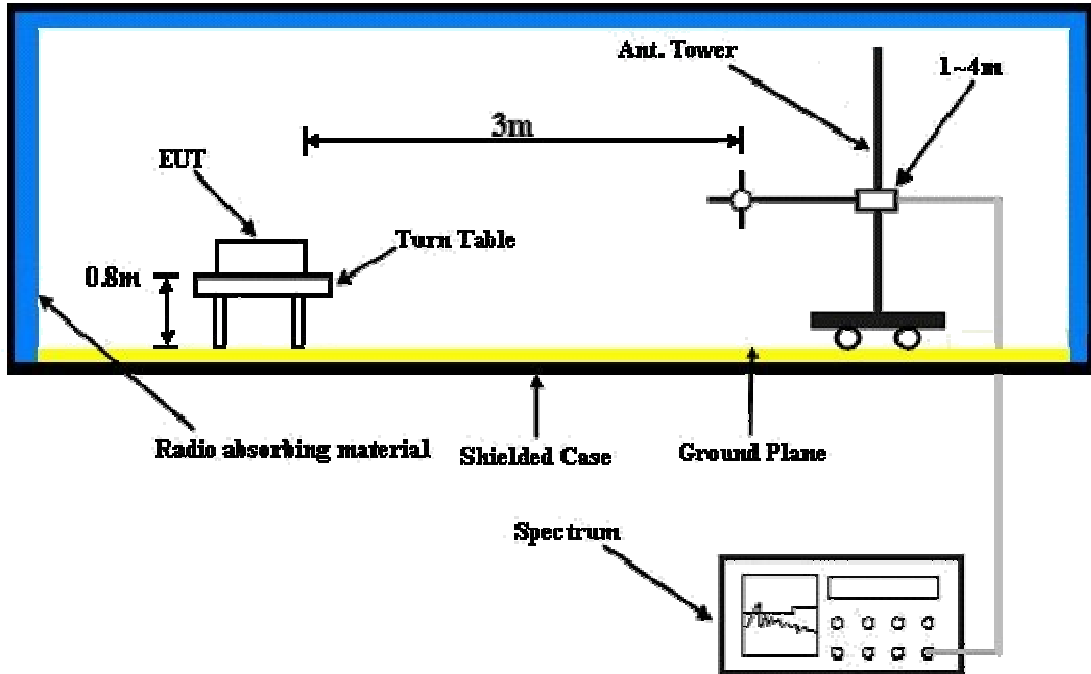 Ant. Tower
1~4m
3m
EUT
Turn Table
0.8m
Radio absorbing material
Shielded Case
Ground Plane
Spectrum